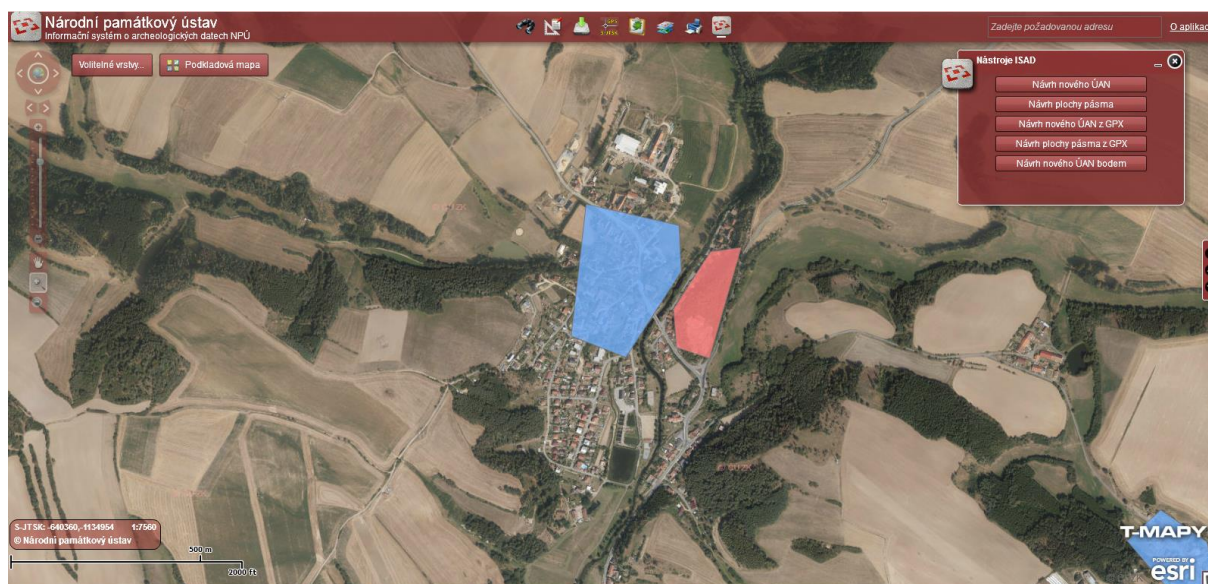 Národní památkový ústav
Informační systém o archeologických datech NPÚ
GPS
S-JTSK
Zadejte požadovanou adresu
O aplikac
Volitelné vrstvy...
Podkladová mapa
Nástroje ISAD
Návrh nového ÚAN
Návrh plochy pásma
Návrh nového ÚAN z GPX
Návrh plochy pásma z GPX
Návrh nového ÚAN bodem
S-JTSK: -640360,-1134954 1:7560
© Národní památkový ústav
500 m
2000 ft
T-MAPY
POWERED BY
esri